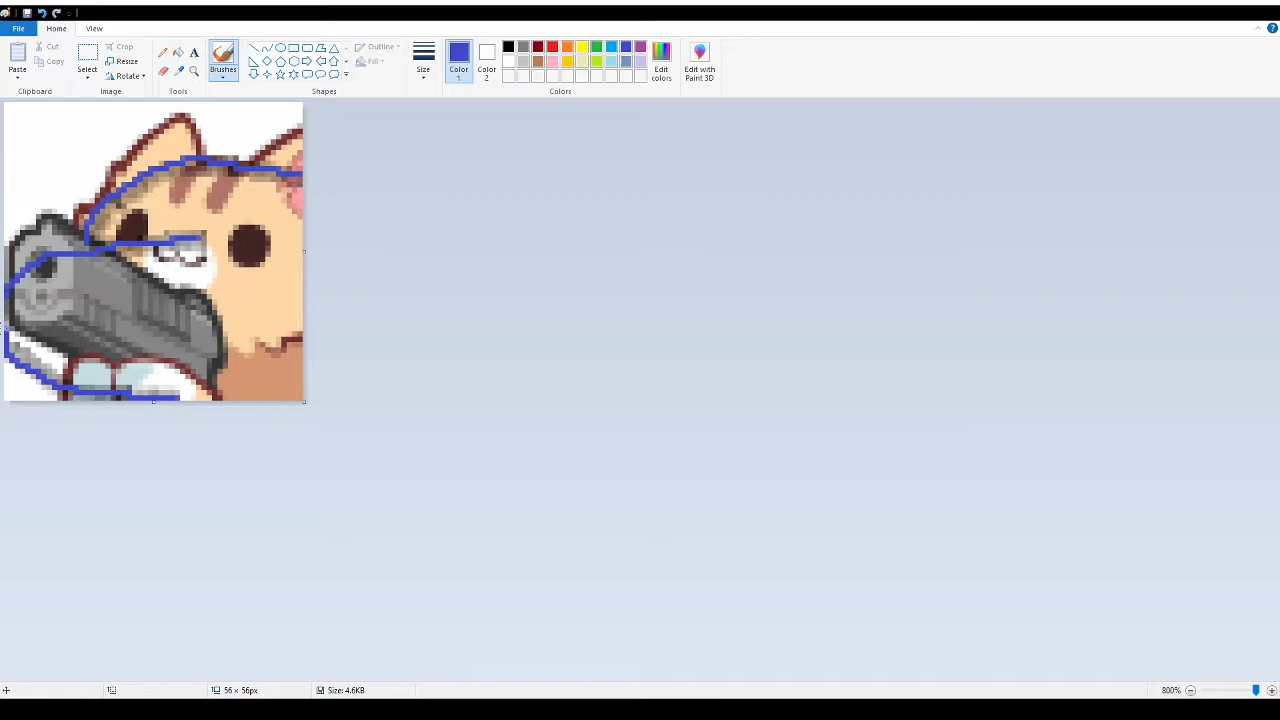 File Home View
Cut
Crop
Outline
Copy
Resize
Fill
Paste Select Rotate Brushes Size Color Color Edit Edit with
1 2 colors Paint 3D
Clipboard Image Tools Shapes Colors
A
56 × 56px Size: 4.6KB 800%